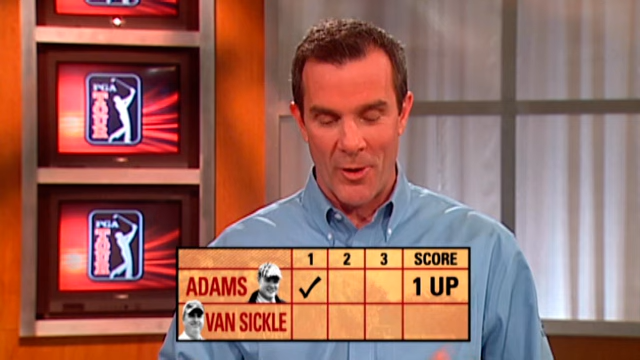 PGA
TOUR
PGA
TOUR
1 2 3 SCORE
ADAMS ✓ 1 UP
VAN SICKLE